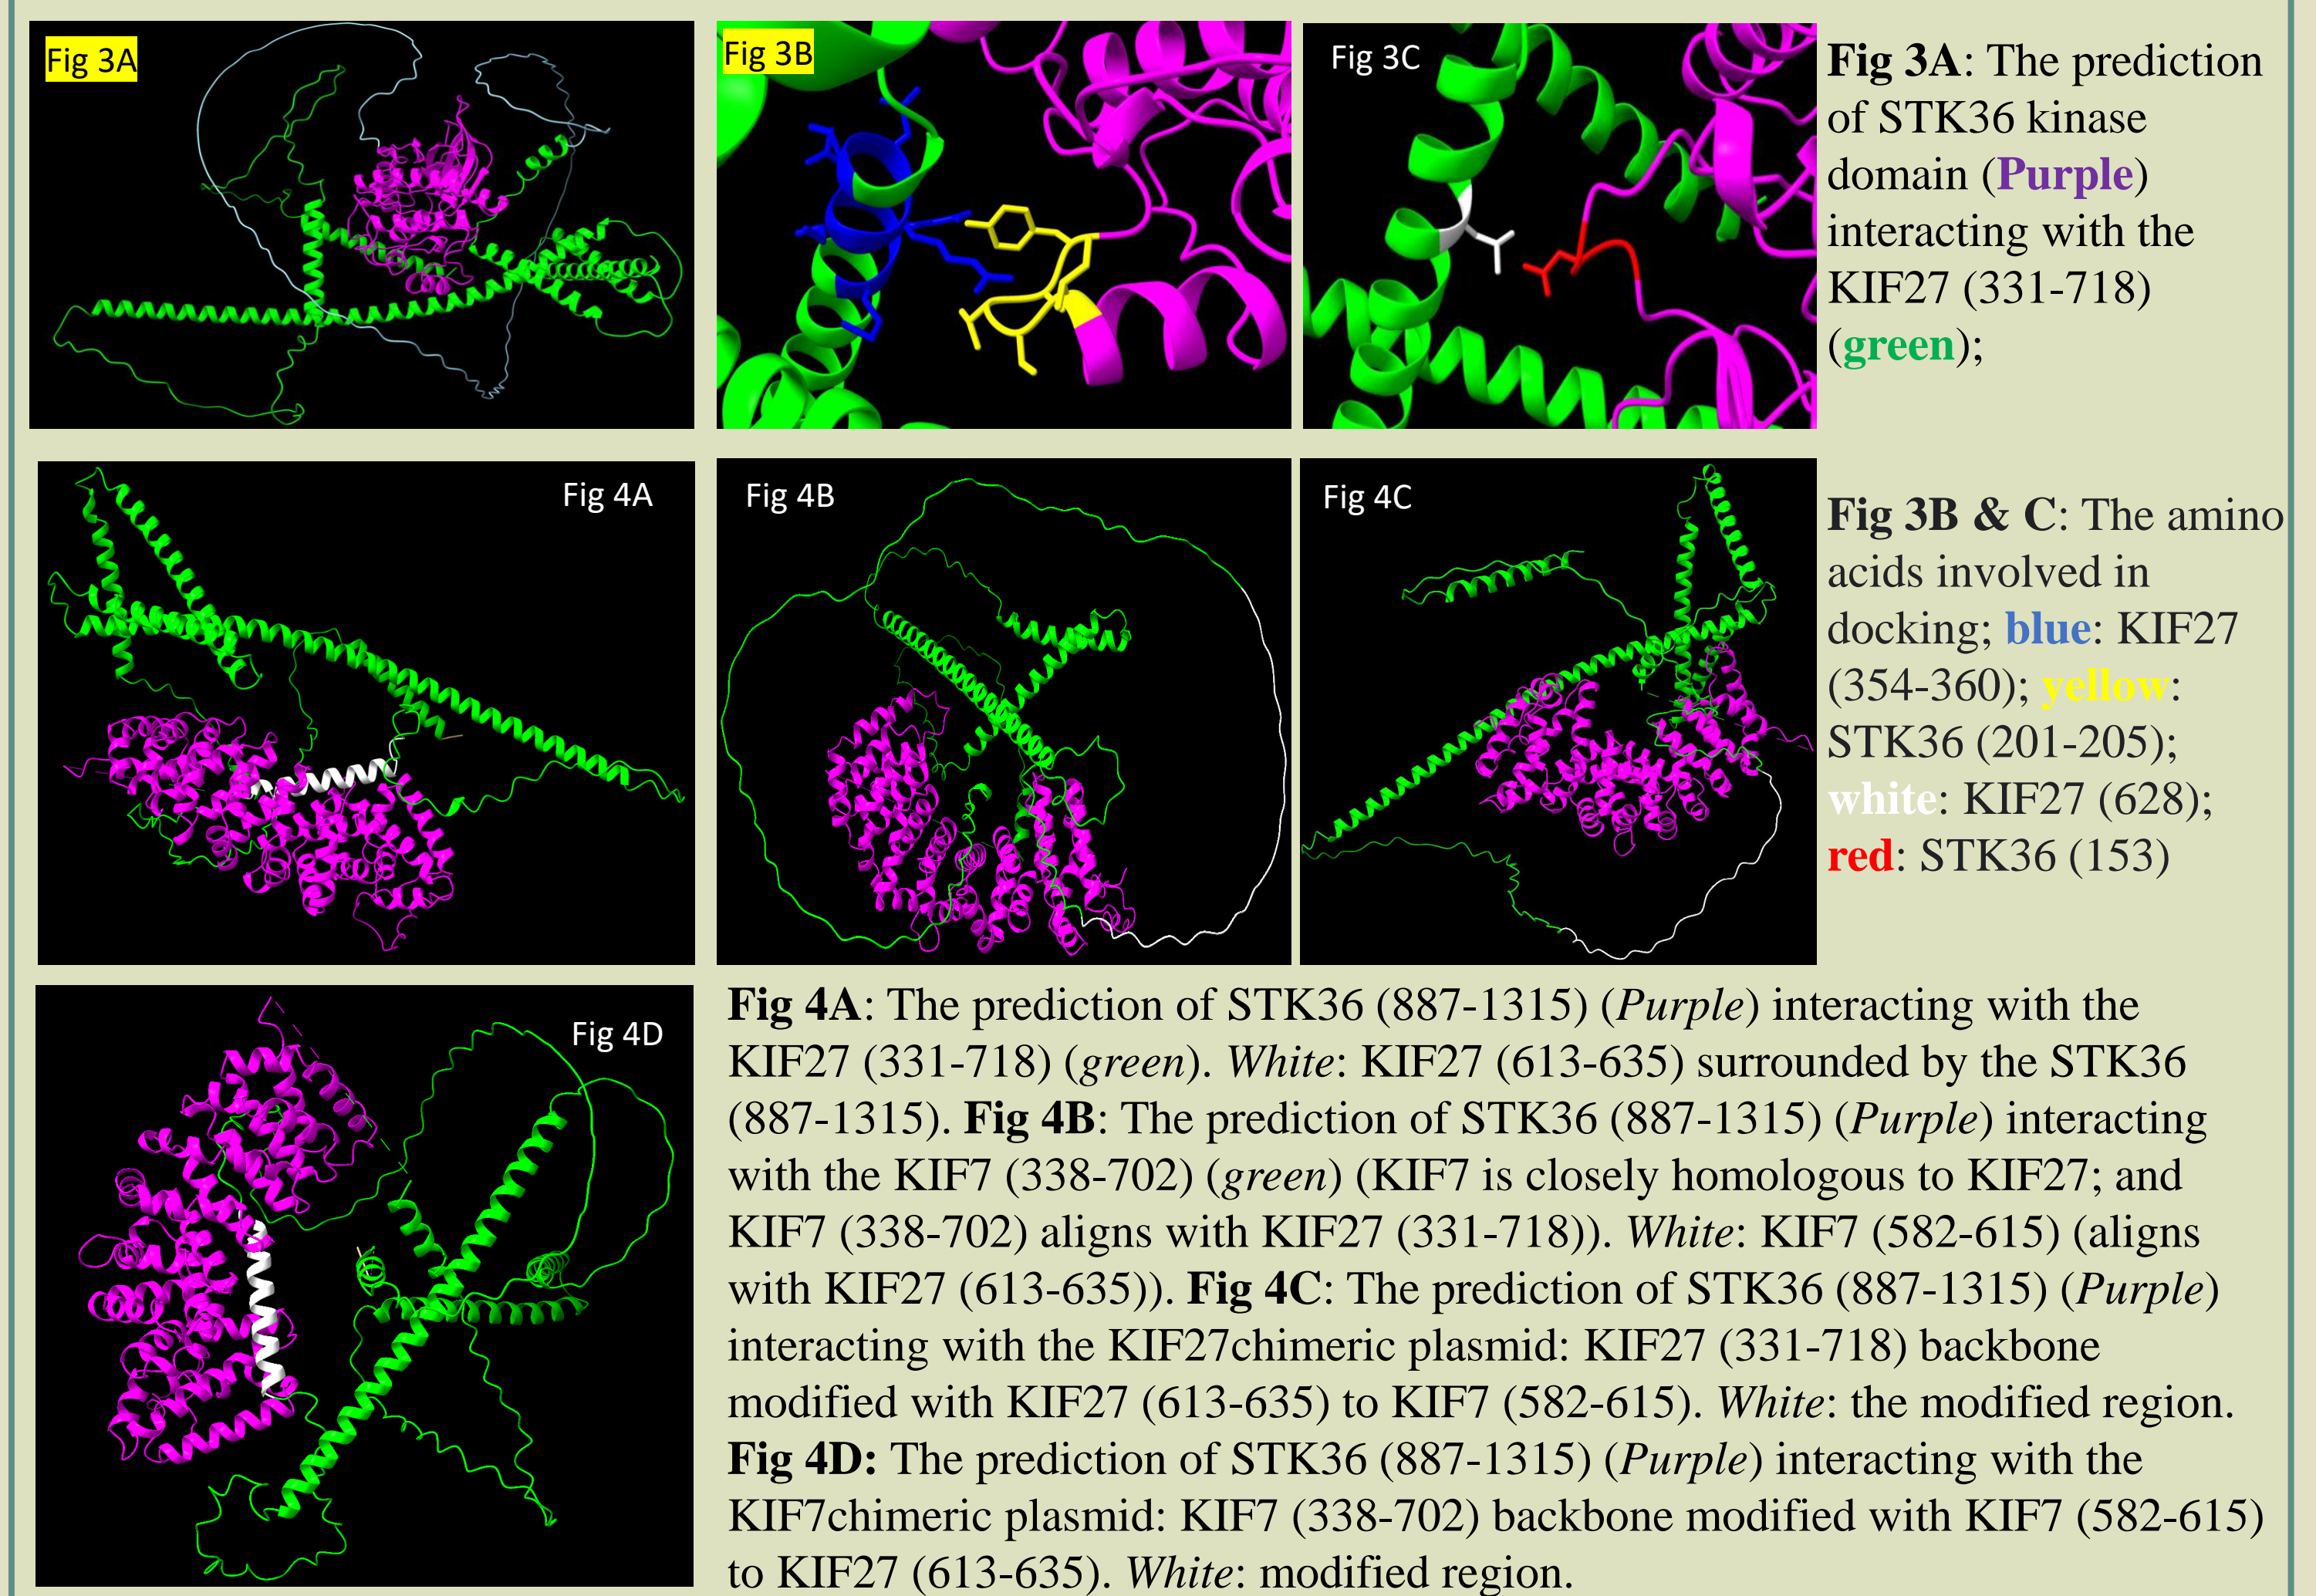 Fig 3A
Fig 3B
Fig 3C
Fig 3A: The prediction
of STK36 kinase
domain (Purple)
interacting with the
KIF27 (331-718)
(green);
Fig 4A
Fig 4B
Fig 4C
Fig 3B & C: The amino
acids involved in
docking; blue: KIF27
(354-360); yellow:
STK36 (201-205);
white: KIF27 (628);
red: STK36 (153)
Fig 4D
Fig 4A: The prediction of STK36 (887-1315) (Purple) interacting with the
KIF27 (331-718) (green). White: KIF27 (613-635) surrounded by the STK36
(887-1315). Fig 4B: The prediction of STK36 (887-1315) (Purple) interacting
with the KIF7 (338-702) (green) (KIF7 is closely homologous to KIF27; and
KIF7 (338-702) aligns with KIF27 (331-718)). White: KIF7 (582-615) (aligns
with KIF27 (613-635)). Fig 4C: The prediction of STK36 (887-1315) (Purple)
interacting with the KIF27chimeric plasmid: KIF27 (331-718) backbone
modified with KIF27 (613-635) to KIF7 (582-615). White: the modified region.
Fig 4D: The prediction of STK36 (887-1315) (Purple) interacting with the
KIF7chimeric plasmid: KIF7 (338-702) backbone modified with KIF7 (582-615)
to KIF27 (613-635). White: modified region.